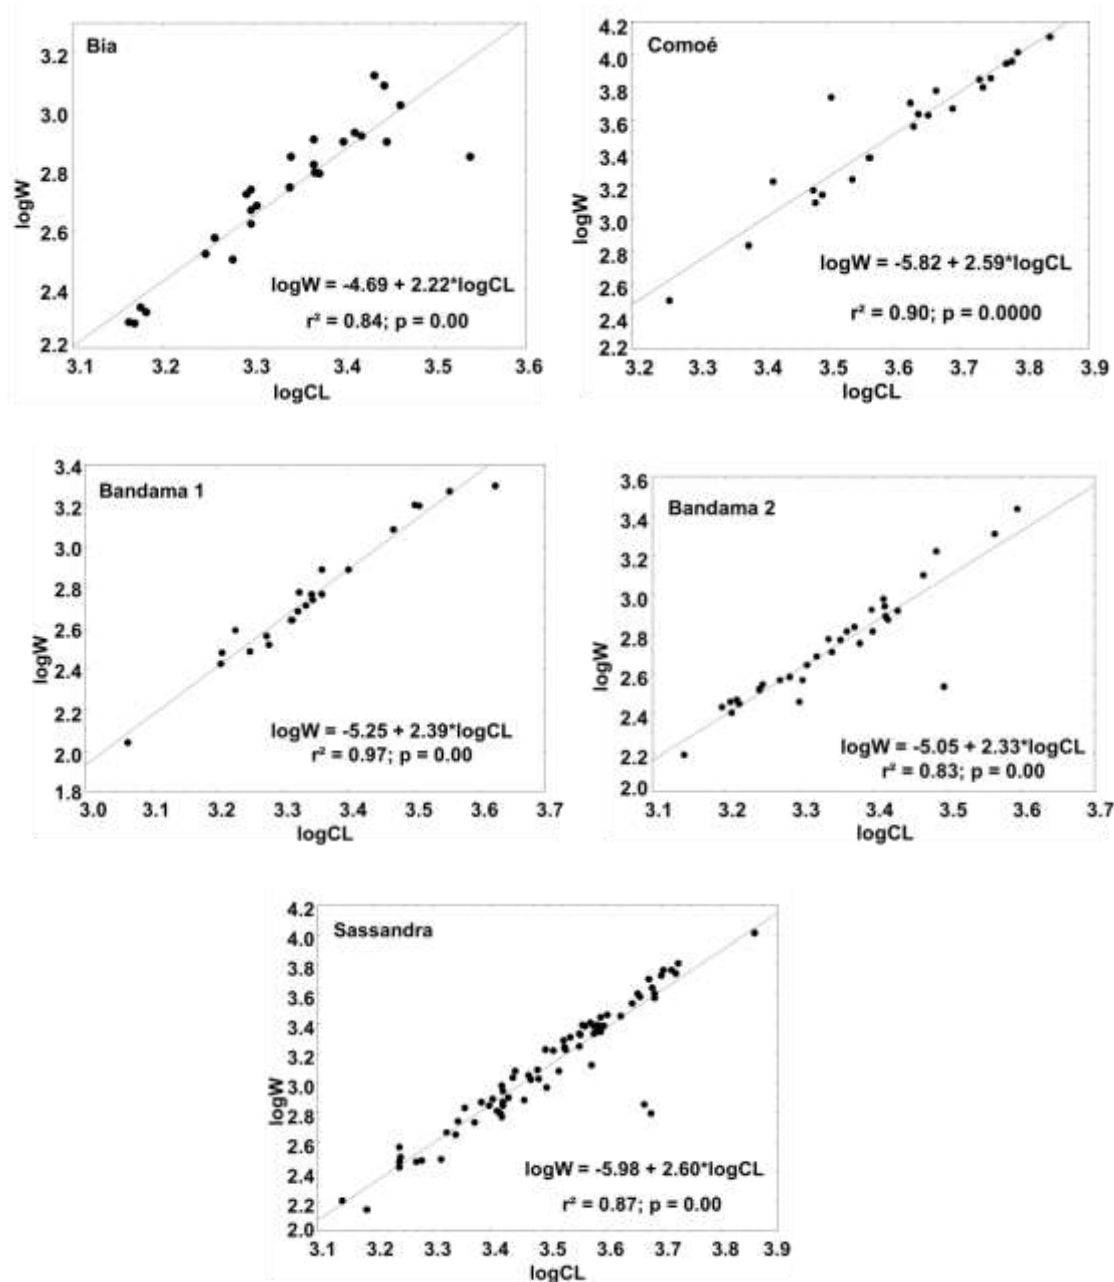 Bia
3.2
3.0
2.8
2.6
2.4
2.2
logW
logW = -4.69 + 2.22*logCL
r² = 0.84; p = 0.00
3.1 3.2 3.3 3.4 3.5 3.6
logCL
Comoé
4.2
4.0
3.8
3.6
3.4
3.2
3.0
2.8
2.6
2.4
2.2
logW
logW = -5.82 + 2.59*logCL
r² = 0.90; p = 0.0000
3.2 3.3 3.4 3.5 3.6 3.7 3.8 3.9
logCL
Bandama 1
3.4
3.2
3.0
2.8
2.6
2.4
2.2
2.0
1.8
logW
logW = -5.25 + 2.39*logCL
r² = 0.97; p = 0.00
3.0 3.1 3.2 3.3 3.4 3.5 3.6 3.7
logCL
Bandama 2
3.6
3.4
3.2
3.0
2.8
2.6
2.4
2.2
2.0
logW
logW = -5.05 + 2.33*logCL
r² = 0.83; p = 0.00
3.1 3.2 3.3 3.4 3.5 3.6 3.7
logCL
Sassandra
4.2
4.0
3.8
3.6
3.4
3.2
3.0
2.8
2.6
2.4
2.2
2.0
logW
logW = -5.98 + 2.60*logCL
r² = 0.87; p = 0.00
3.1 3.2 3.3 3.4 3.5 3.6 3.7 3.8 3.9
logCL